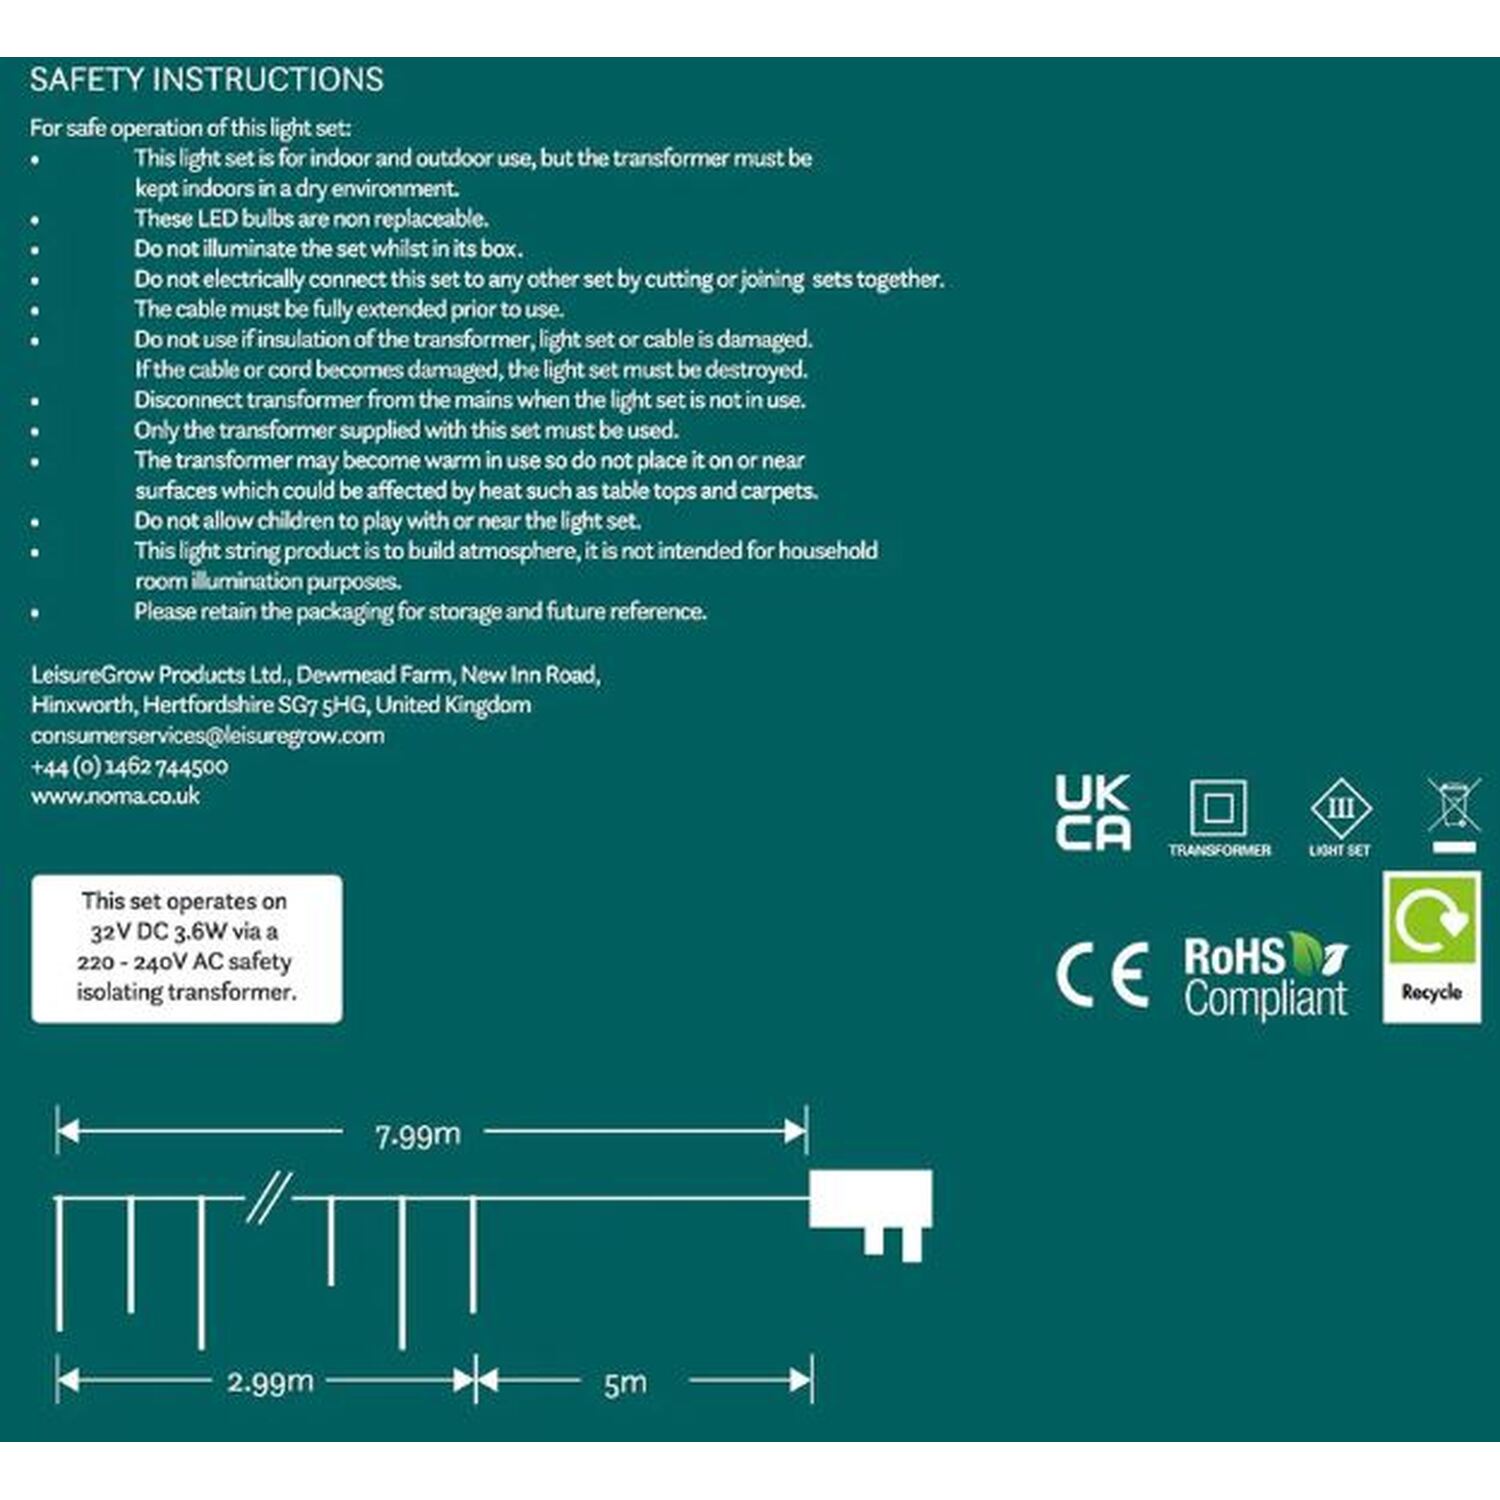 SAFETY INSTRUCTIONS
For safe operation of this light set:
• This light set is for indoor and outdoor use, but the transformer must be
kept indoors in a dry environment.
• These LED bulbs are non replaceable.
• Do not illuminate the set whilst in its box.
• Do not electrically connect this set to any other set by cutting or joining sets together.
• The cable must be fully extended prior to use.
• Do not use if insulation of the transformer, light set or cable is damaged.
If the cable or cord becomes damaged, the light set must be destroyed.
• Disconnect transformer from the mains when the light set is not in use.
• Only the transformer supplied with this set must be used.
• The transformer may become warm in use so do not place it on or near
surfaces which could be affected by heat such as table tops and carpets.
• Do not allow children to play with or near the light set.
• This light string product is to build atmosphere, it is not intended for household
room illumination purposes.
• Please retain the packaging for storage and future reference.
LeisureGrow Products Ltd., Dewmead Farm, New Inn Road,
Hinxworth, Hertfordshire SG7 5HG, United Kingdom
consumerservices@leisuregrow.com
+44 (0) 1462 744500
www.noma.co.uk
UK
CA
TRANSFORMER
III
LIGHT SET
This set operates on
32V DC 3.6W via a
220 - 240V AC safety
isolating transformer.
CE
RoHS
Compliant
Recycle
7.99m
2.99m
5m